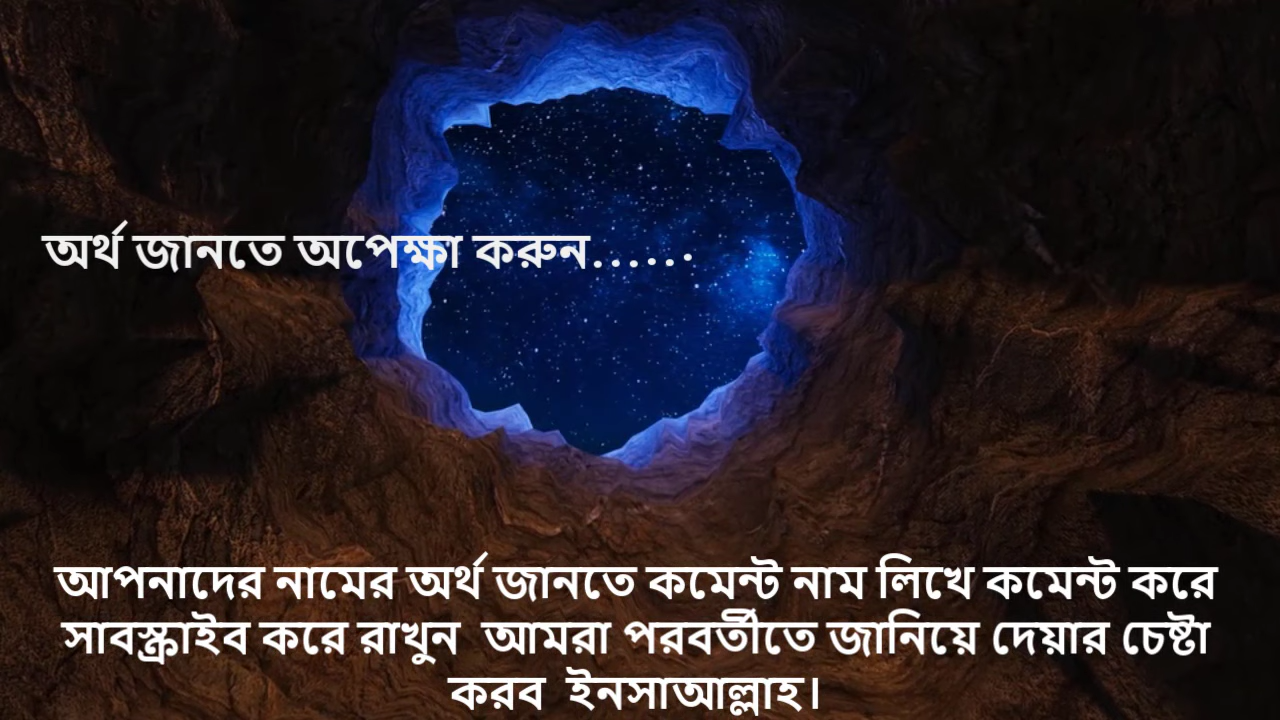 অর্থ জানতে অপেক্ষা করুন......
আপনাদের নামের অর্থ জানতে কমেন্ট নাম লিখে কমেন্ট করে
সাবস্ক্রাইব করে রাখুন আমরা পরবর্তীতে জানিয়ে দেয়ার চেষ্টা
করব ইনসাআল্লাহ।